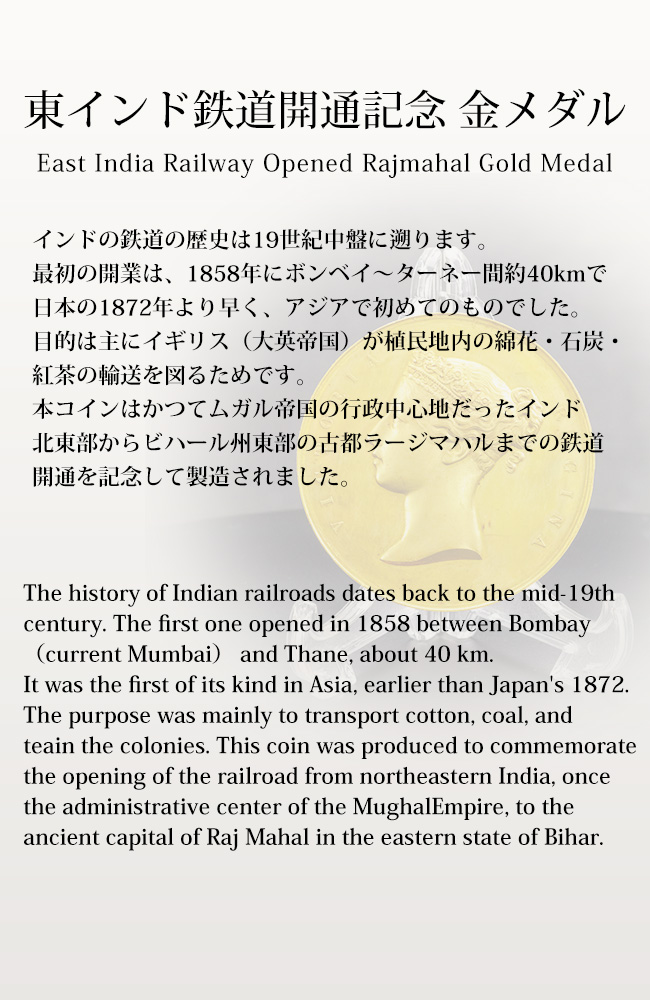 東インド鉄道開通記念 金メダル
East India Railway Opened Rajmahal Gold Medal
インドの鉄道の歴史は19世紀中盤に遡ります。
最初の開業は、1858年にボンベイ～ターネー間約40kmで
日本の1872年より早く、アジアで初めてのものでした。
目的は主にイギリス（大英帝国）が植民地内の綿花・石炭・
紅茶の輸送を図るためです。
本コインはかつてムガル帝国の行政中心地だったインド
北東部からビハール州東部の古都ラージマハルまでの鉄道
開通を記念して製造されました。
The history of Indian railroads dates back to the mid-19th
century. The first one opened in 1858 between Bombay
（current Mumbai） and Thane, about 40 km.
It was the first of its kind in Asia, earlier than Japan's 1872.
The purpose was mainly to transport cotton, coal, and
teain the colonies. This coin was produced to commemorate
the opening of the railroad from northeastern India, once
the administrative center of the MughalEmpire, to the
ancient capital of Raj Mahal in the eastern state of Bihar.